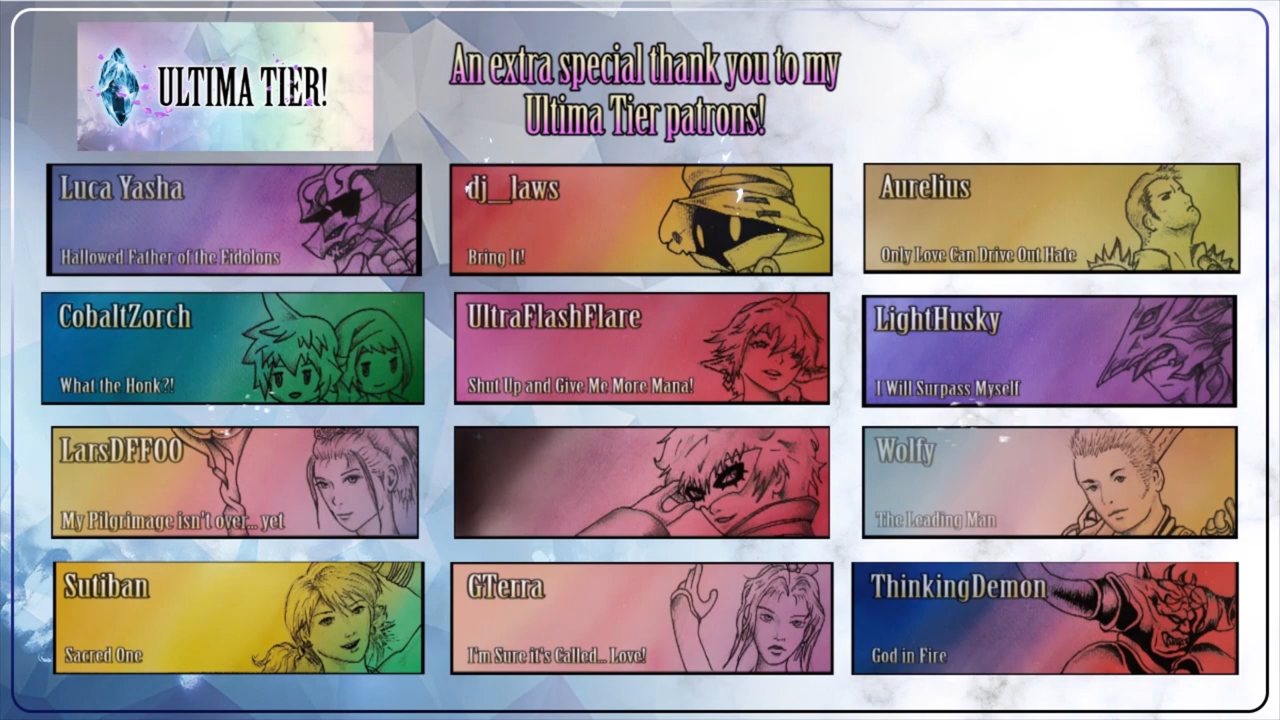 ULTIMA TIER!
An extra special thank you to my
Ultima Tier patrons!
Luca Yasha
Hallowed Father of the Eidolons
dj__laws
Bring It!
Aurelius
Only Love Can Drive Out Hate
CobaltZorch
What the Honk?!
UltraFlashFlare
Shut Up and Give Me More Mana!
LightHusky
I Will Surpass Myself
LarsDFFOO
My Pilgrimage isn't over... yet
Wolfy
The Leading Man
Sutiban
Sacred One
GTerra
I'm Sure it's Called... Love!
ThinkingDemon
God in Fire